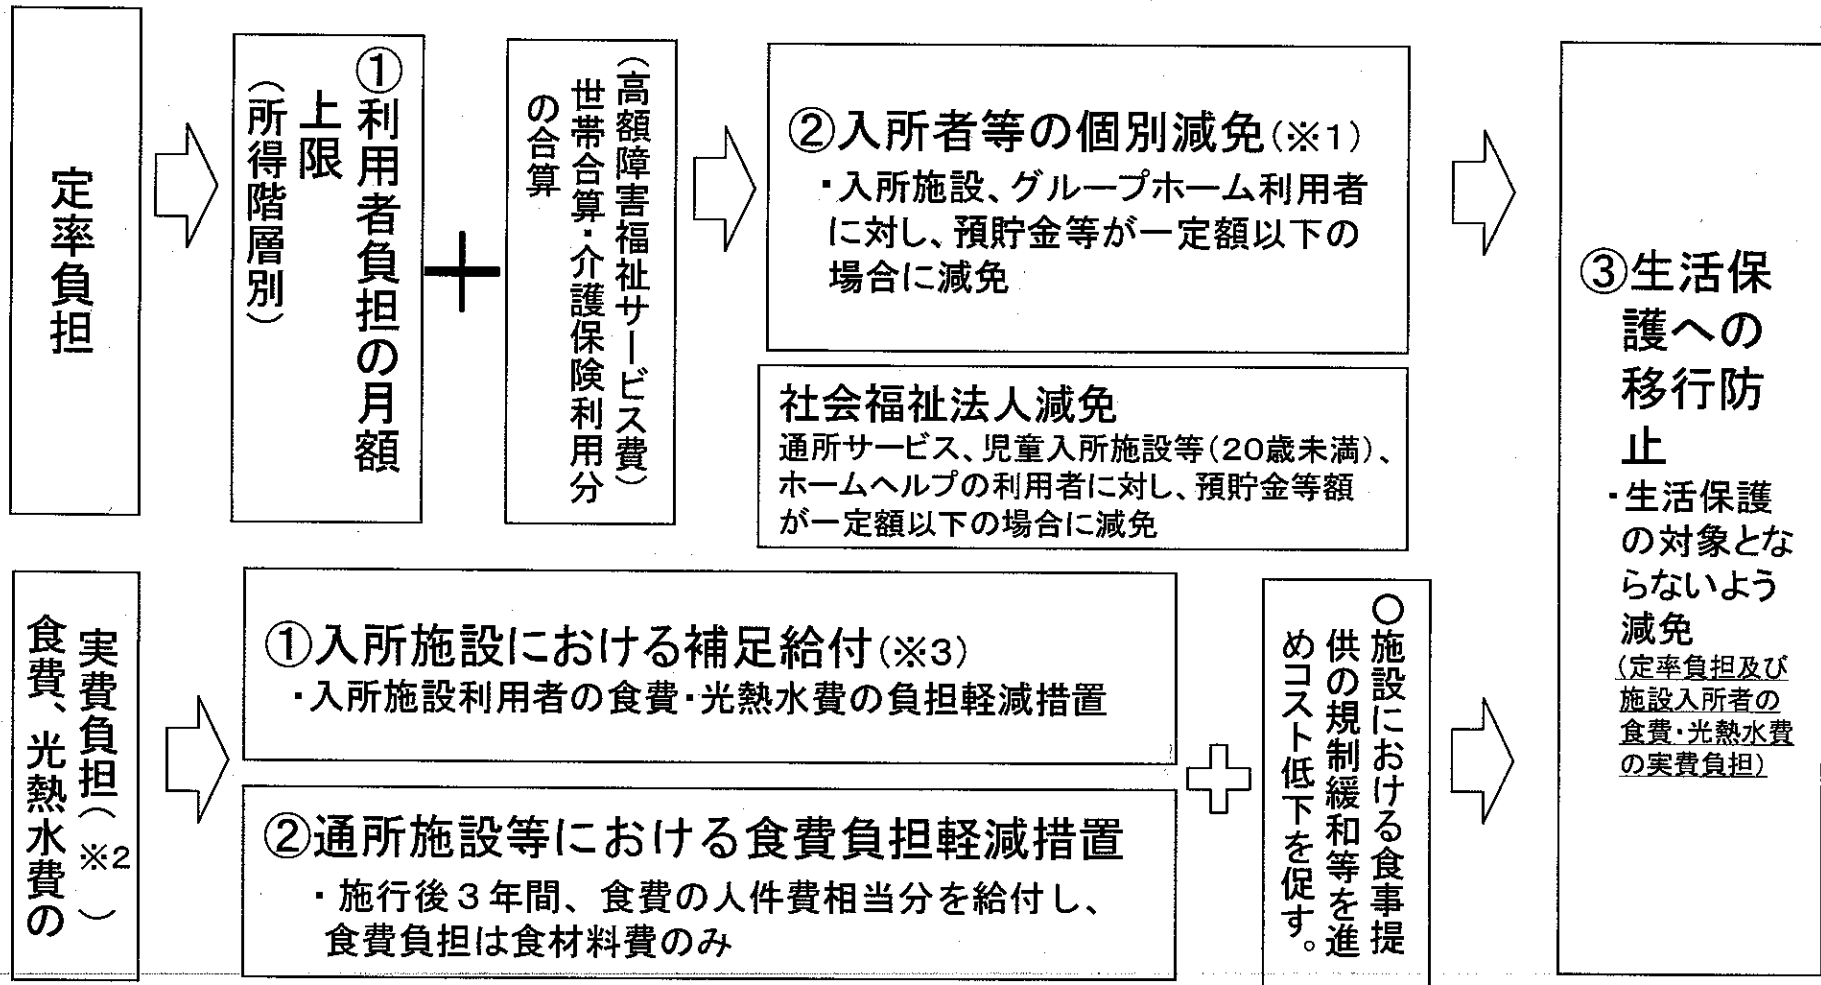 定率負担
①利用者負担の月額
上限
(所得階層別)
(高額障害福祉サービス費)
世帯合算・介護保険利用分
の合算
②入所者等の個別減免(※1)
・入所施設、グループホーム利用者
に対し、預貯金等が一定額以下の
場合に減免
社会福祉法人減免
通所サービス、児童入所施設等(20歳未満)、
ホームヘルプの利用者に対し、預貯金等額
が一定額以下の場合に減免
③生活保
護への
移行防
止
・生活保護
の対象とな
らないよう
減免
(定率負担及び
施設入所者の
食費・光熱水費
の実費負担)
食費、光熱水費の
実費負担(※2)
①入所施設における補足給付(※3)
・入所施設利用者の食費・光熱水費の負担軽減措置
②通所施設等における食費負担軽減措置
・施行後3年間、食費の人件費相当分を給付し、
食費負担は食材料費のみ
○施設における食事提
供の規制緩和等を進
めコスト低下を促す。